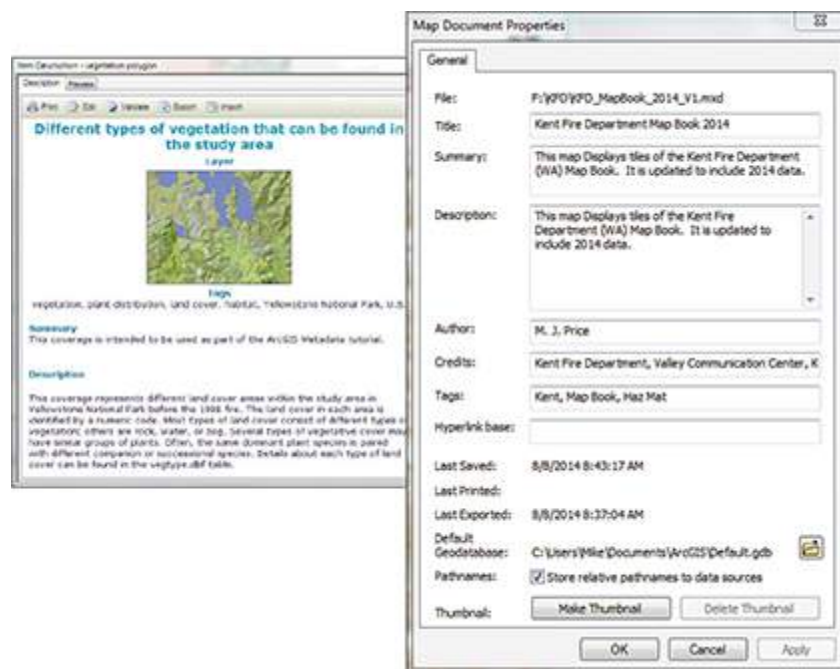 Item Description - vegetation polygon
Description Preview
Print Edit Validate Export Import
Different types of vegetation that can be found in
the study area
Layer
Tags
vegetation, plant distribution, land cover, habitat, Yellowstone National Park, U.S.
Summary
This coverage is intended to be used as part of the ArcGIS Metadata tutorial.
Description
This coverage represents different land cover areas within the study area in
Yellowstone National Park before the 1988 fire. The land cover in each area is
identified by a numeric code. Most types of land cover consist of different types o
vegetation; others are rock, water, or bog. Several types of vegetative cover
have similar groups of plants. Often, the same dominant plant species is paired
with different companion or successional species. Details about each type of land
cover can be found in the vegtype.dbf table.
Map Document Properties
General
File: F:\KFD\KFD_MapBook_2014_V1.mxd
Title: Kent Fire Department Map Book 2014
Summary: This map Displays tiles of the Kent Fire Department
(WA) Map Book. It is updated to include 2014 data.
Description: This map Displays tiles of the Kent Fire
Department (WA) Map Book. It is updated to
include 2014 data.
Author: M. J. Price
Credits: Kent Fire Department, Valley Communication Center, K
Tags: Kent, Map Book, Haz Mat
Hyperlink base:
Last Saved: 8/8/2014 8:43:17 AM
Last Printed:
Last Exported: 8/8/2014 8:37:04 AM
Default
Geodatabase: C:\Users\Mike\Documents\ArcGIS\Default.gdb
Pathnames: Store relative pathnames to data sources
Thumbnail: Make Thumbnail Delete Thumbnail
OK Cancel Apply